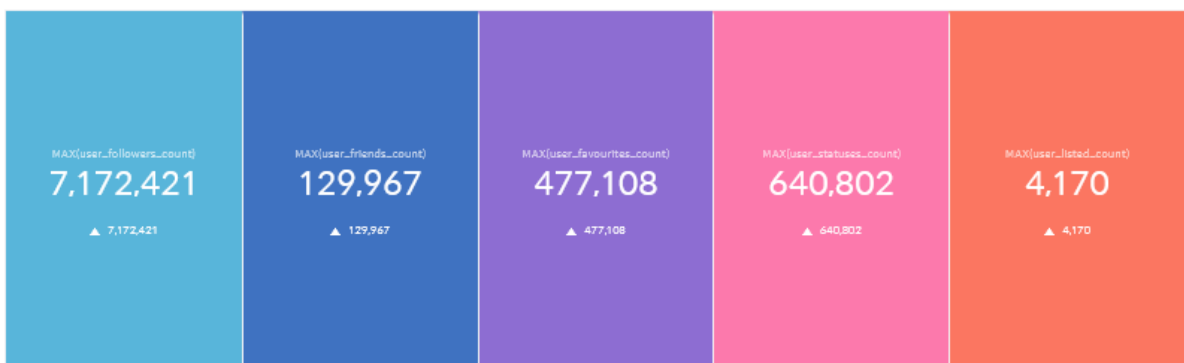 MAX(user_followers_count)
7,172,421
▲ 7,172,421
MAX(user_friends_count)
129,967
▲ 129,967
MAX(user_favourites_count)
477,108
▲ 477,108
MAX(user_statuses_count)
640,802
▲ 640,802
MAX(user_listed_count)
4,170
▲ 4,170